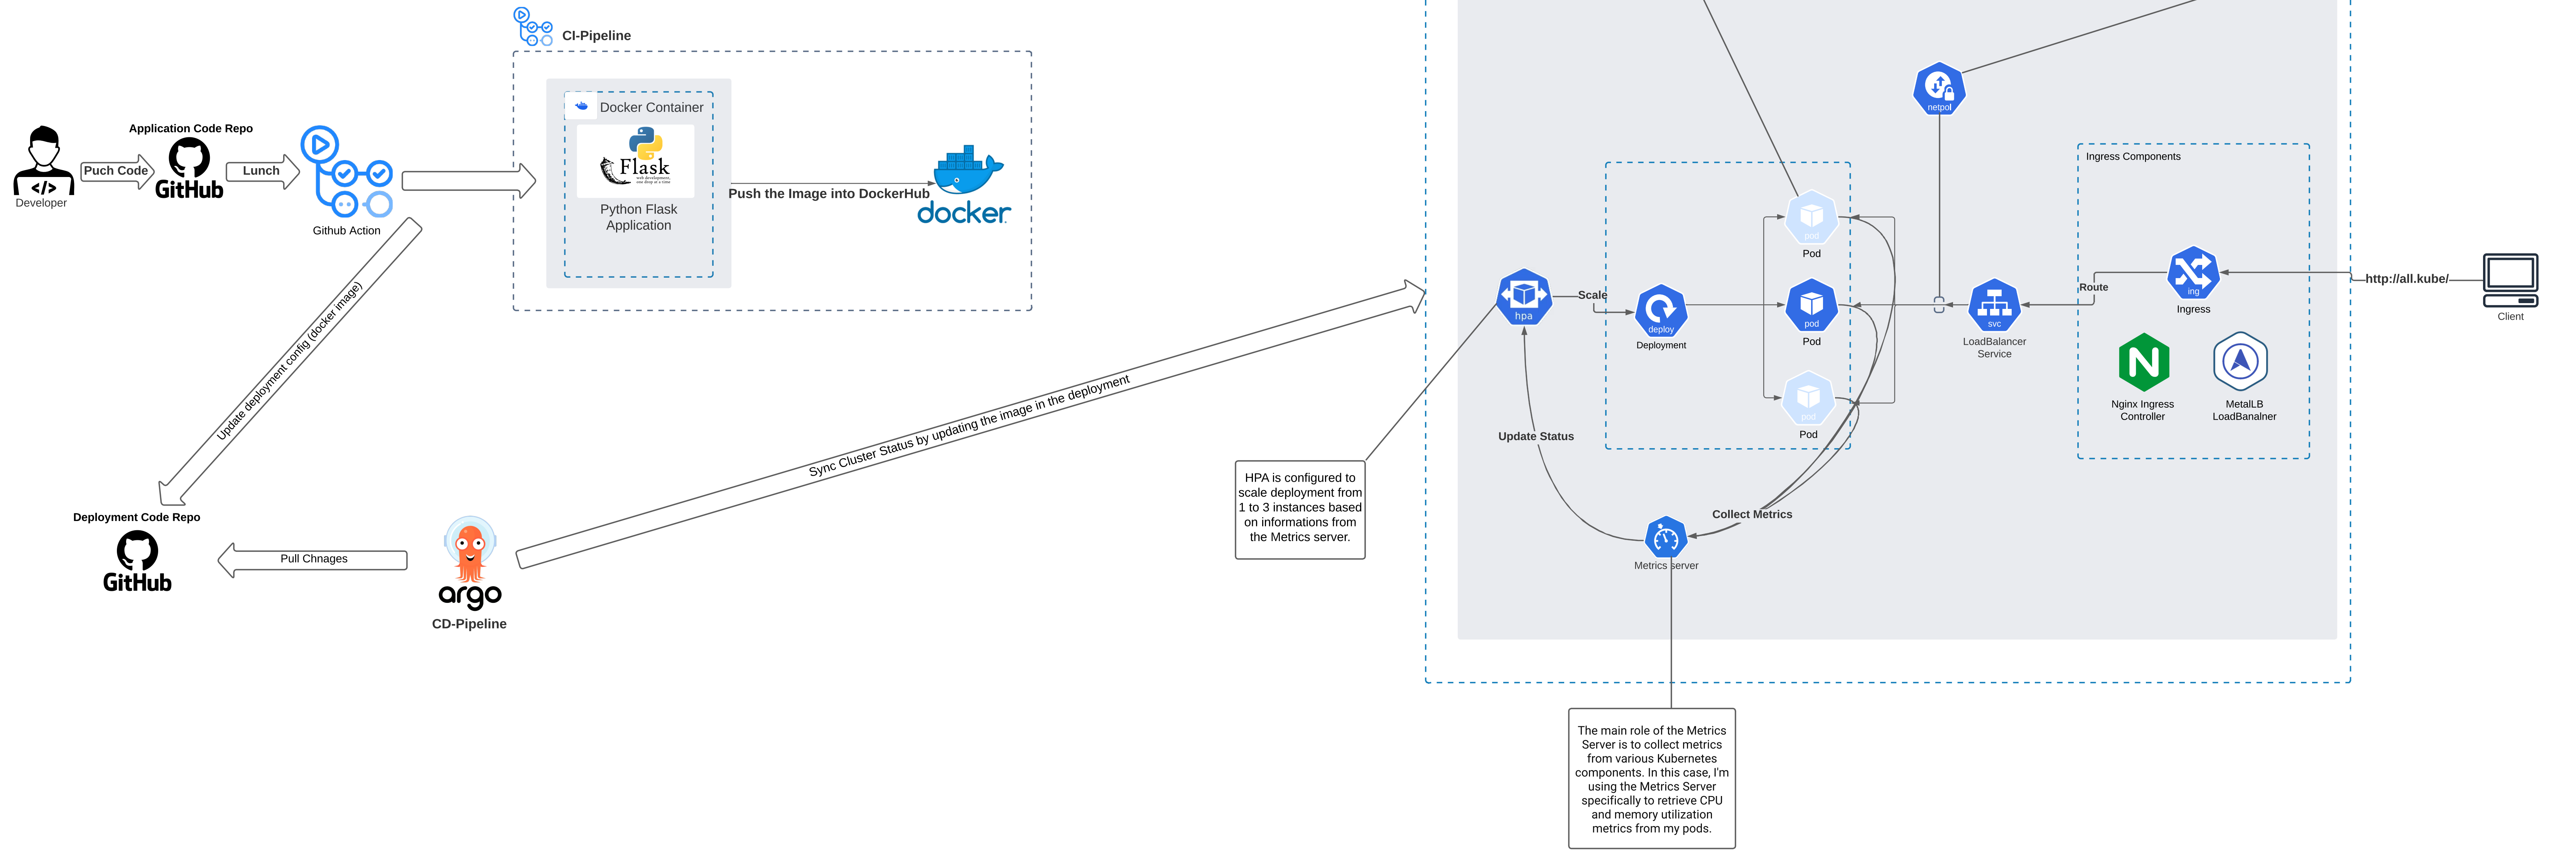 CI-Pipeline
Docker Container
Flask
web development,
one drop at a time
Python Flask
Application
Push the Image into DockerHub
docker
Developer
Puch Code
Application Code Repo
GitHub
Lunch
Github Action
Update deployment config (docker image)
Deployment Code Repo
GitHub
Pull Chnages
argo
CD-Pipeline
Sync Cluster Status by updating the image in the deployment
HPA is configured to
scale deployment from
1 to 3 instances based
on informations from
the Metrics server.
hpa
Scale
deploy
Deployment
pod
Pod
pod
Pod
pod
Pod
netpol
svc
LoadBalancer
Service
Route
Ingress Components
ing
Ingress
Nginx Ingress
Controller
MetalLB
LoadBanalner
http://all.kube/
Client
Update Status
Collect Metrics
Metrics server
The main role of the Metrics
Server is to collect metrics
from various Kubernetes
components. In this case, I'm
using the Metrics Server
specifically to retrieve CPU
and memory utilization
metrics from my pods.